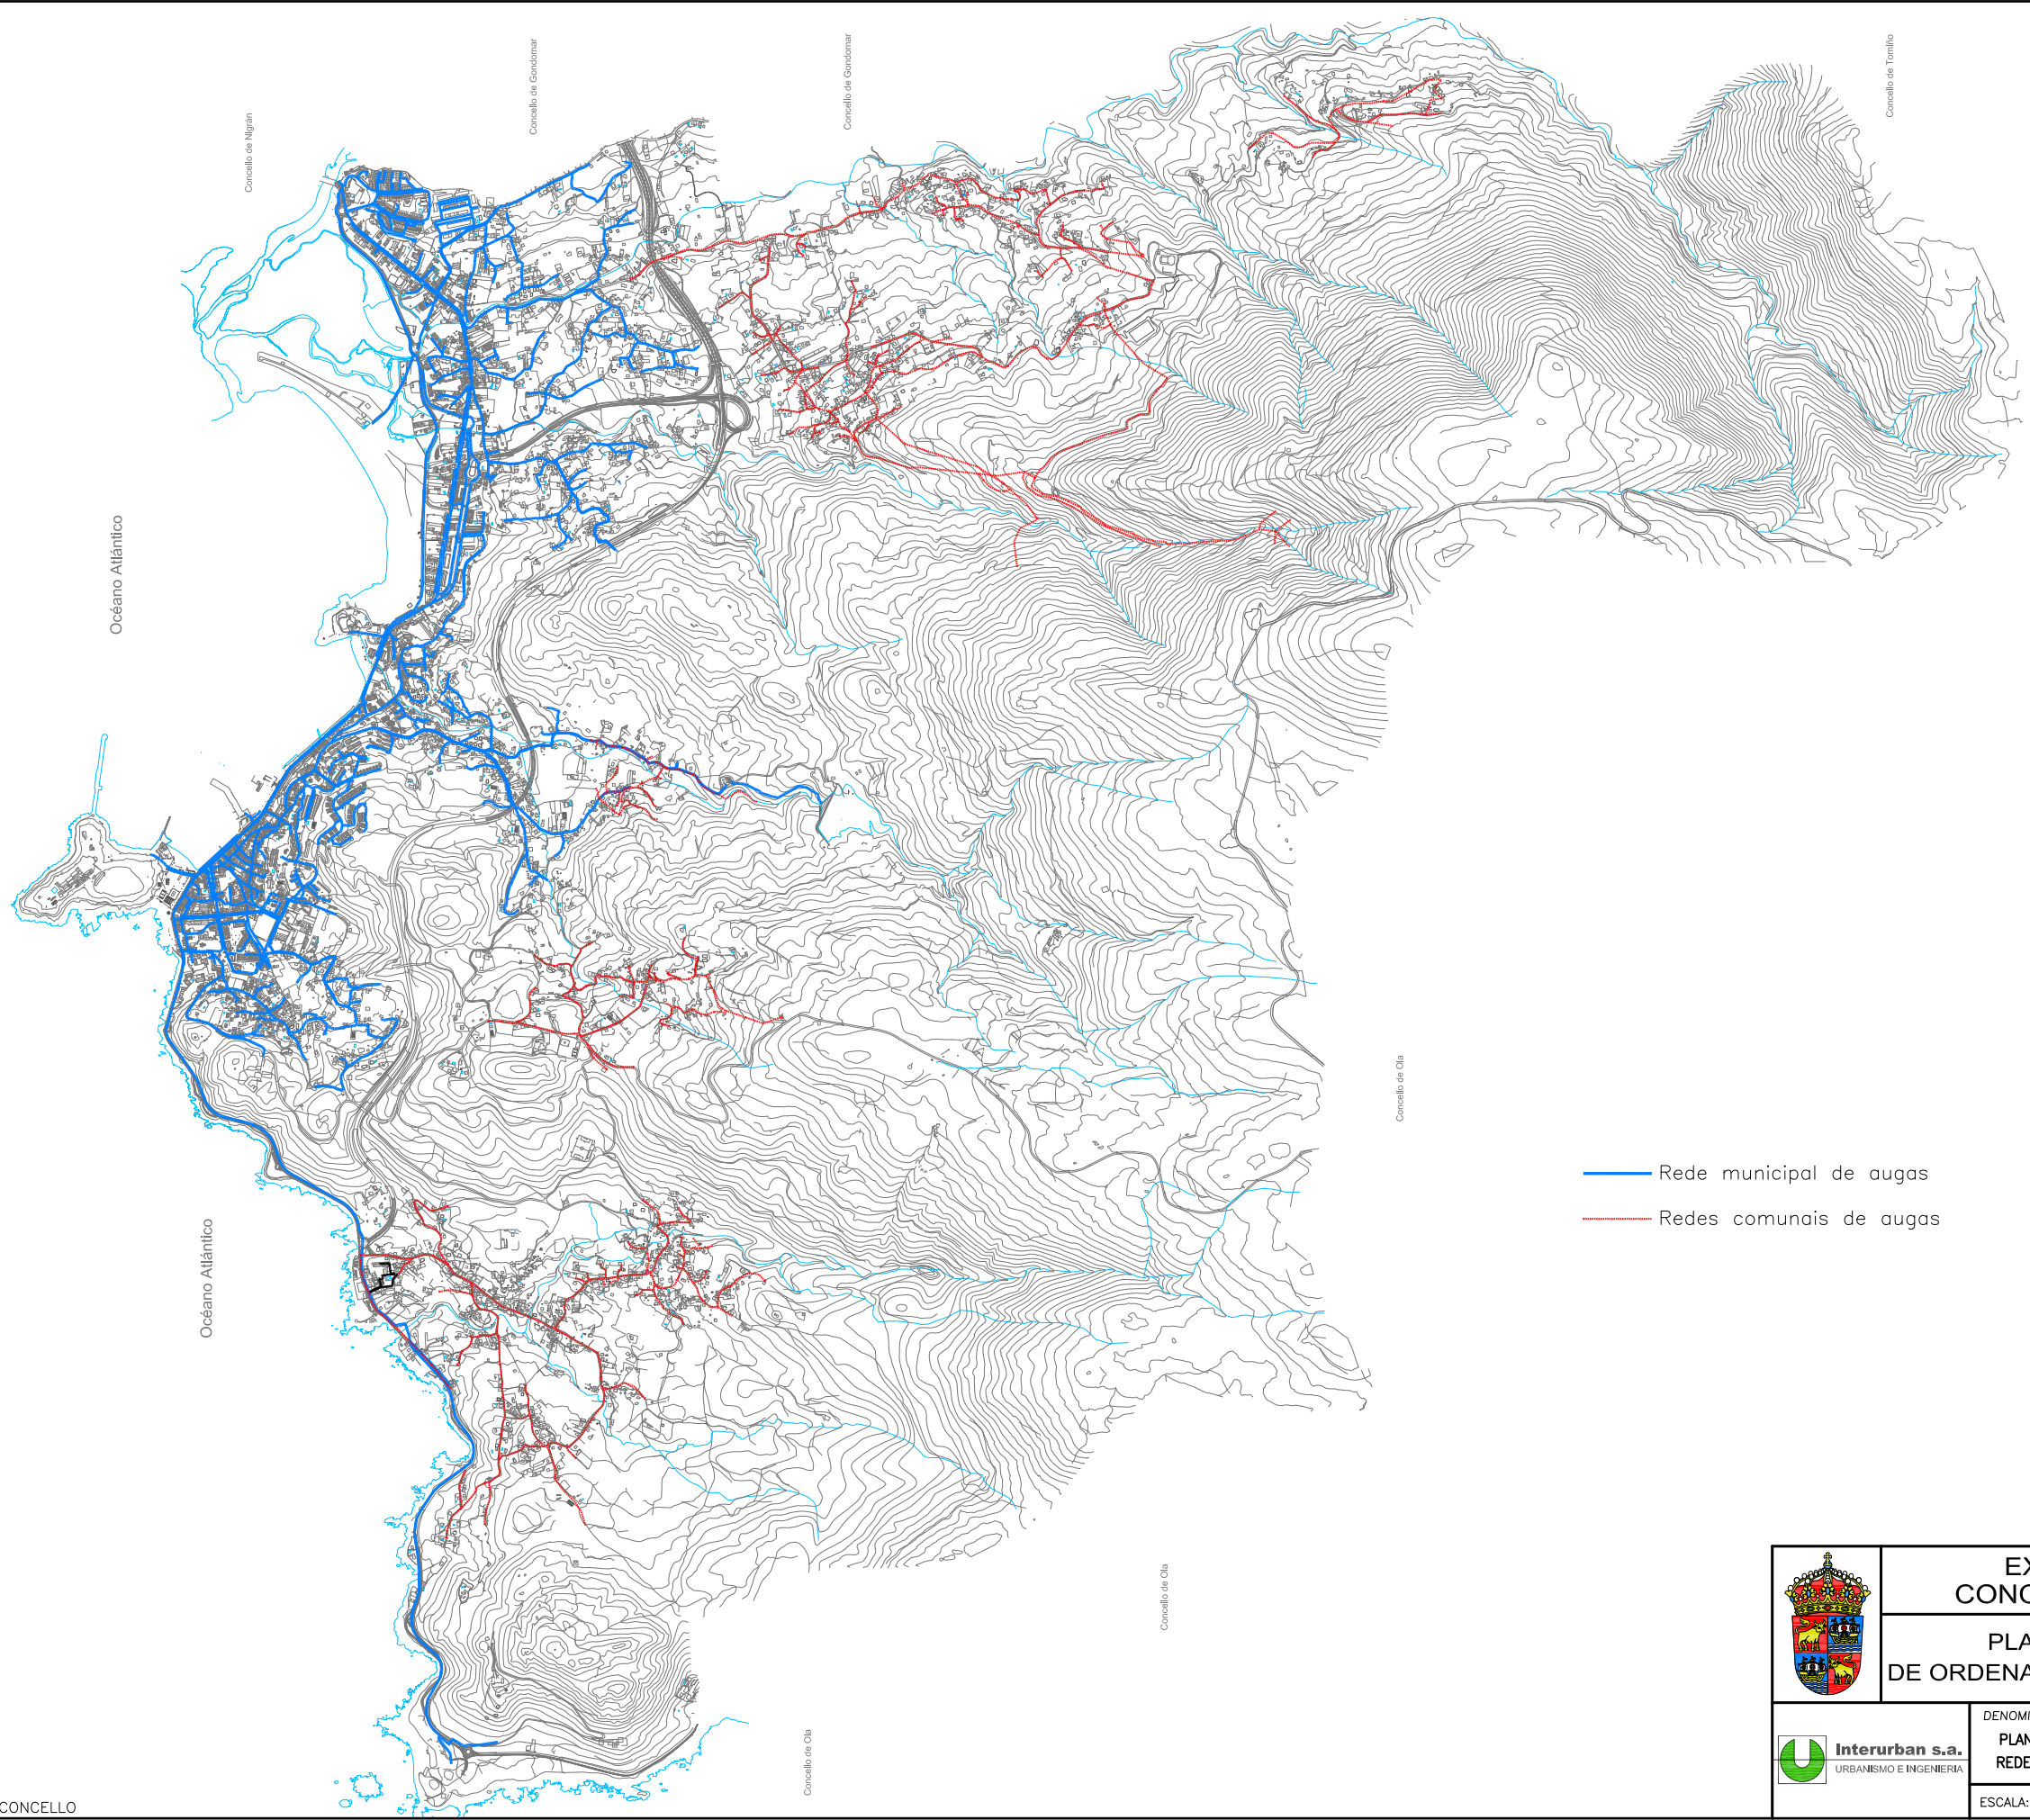 Concello de Nigrán
Concello de Gondomar
Concello de Gondomar
Concello de Tomiño
Océano Atlántico
Concello de Oia
Rede municipal de augas
Redes comunais de augas
Océano Atlántico
Concello de Oia
Concello de Oia
EX
CONC
PLA
DE ORDENA
DENOMI
PLAN
REDE
Interurban s.a.
URBANISMO E INGENIERIA
ESCALA:
CONCELLO